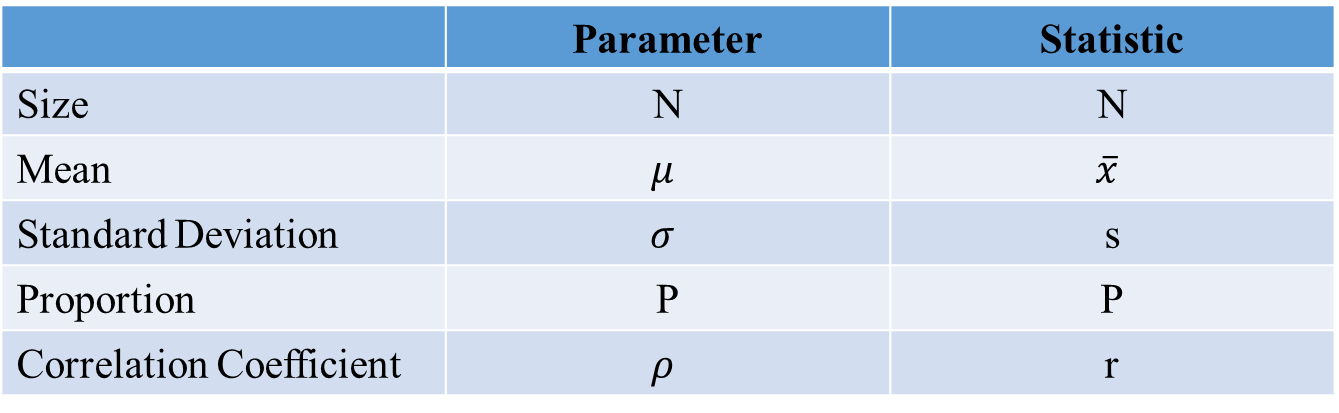 Parameter Statistic
Size N N
Mean μ x̄
Standard Deviation σ s
Proportion P P
Correlation Coefficient ρ r